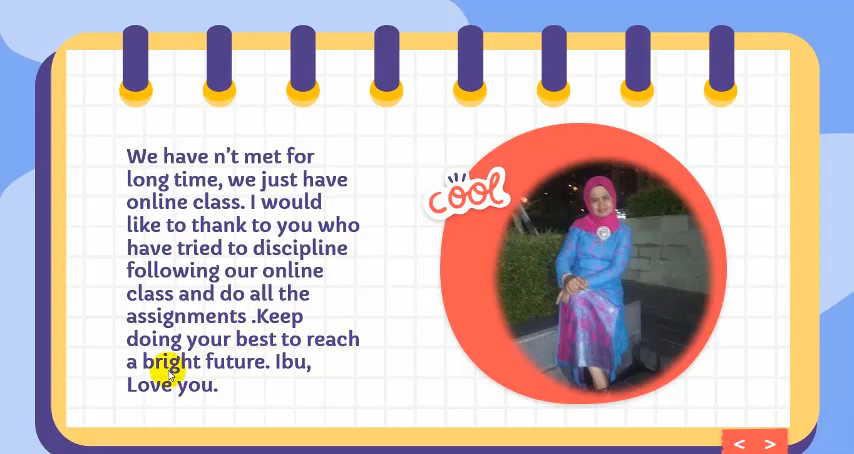 We have n't met for
long time, we just have
online class. I would
like to thank to you who
have tried to discipline
following our online
class and do all the
assignments .Keep
doing your best to reach
a bright future. Ibu,
Love you.
cool
< >